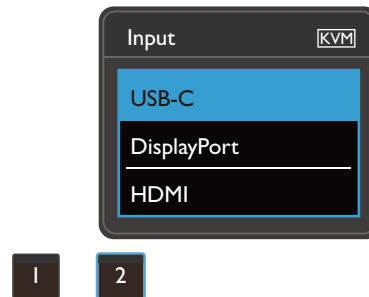 Input KVM
USB-C
DisplayPort
HDMI
1 2